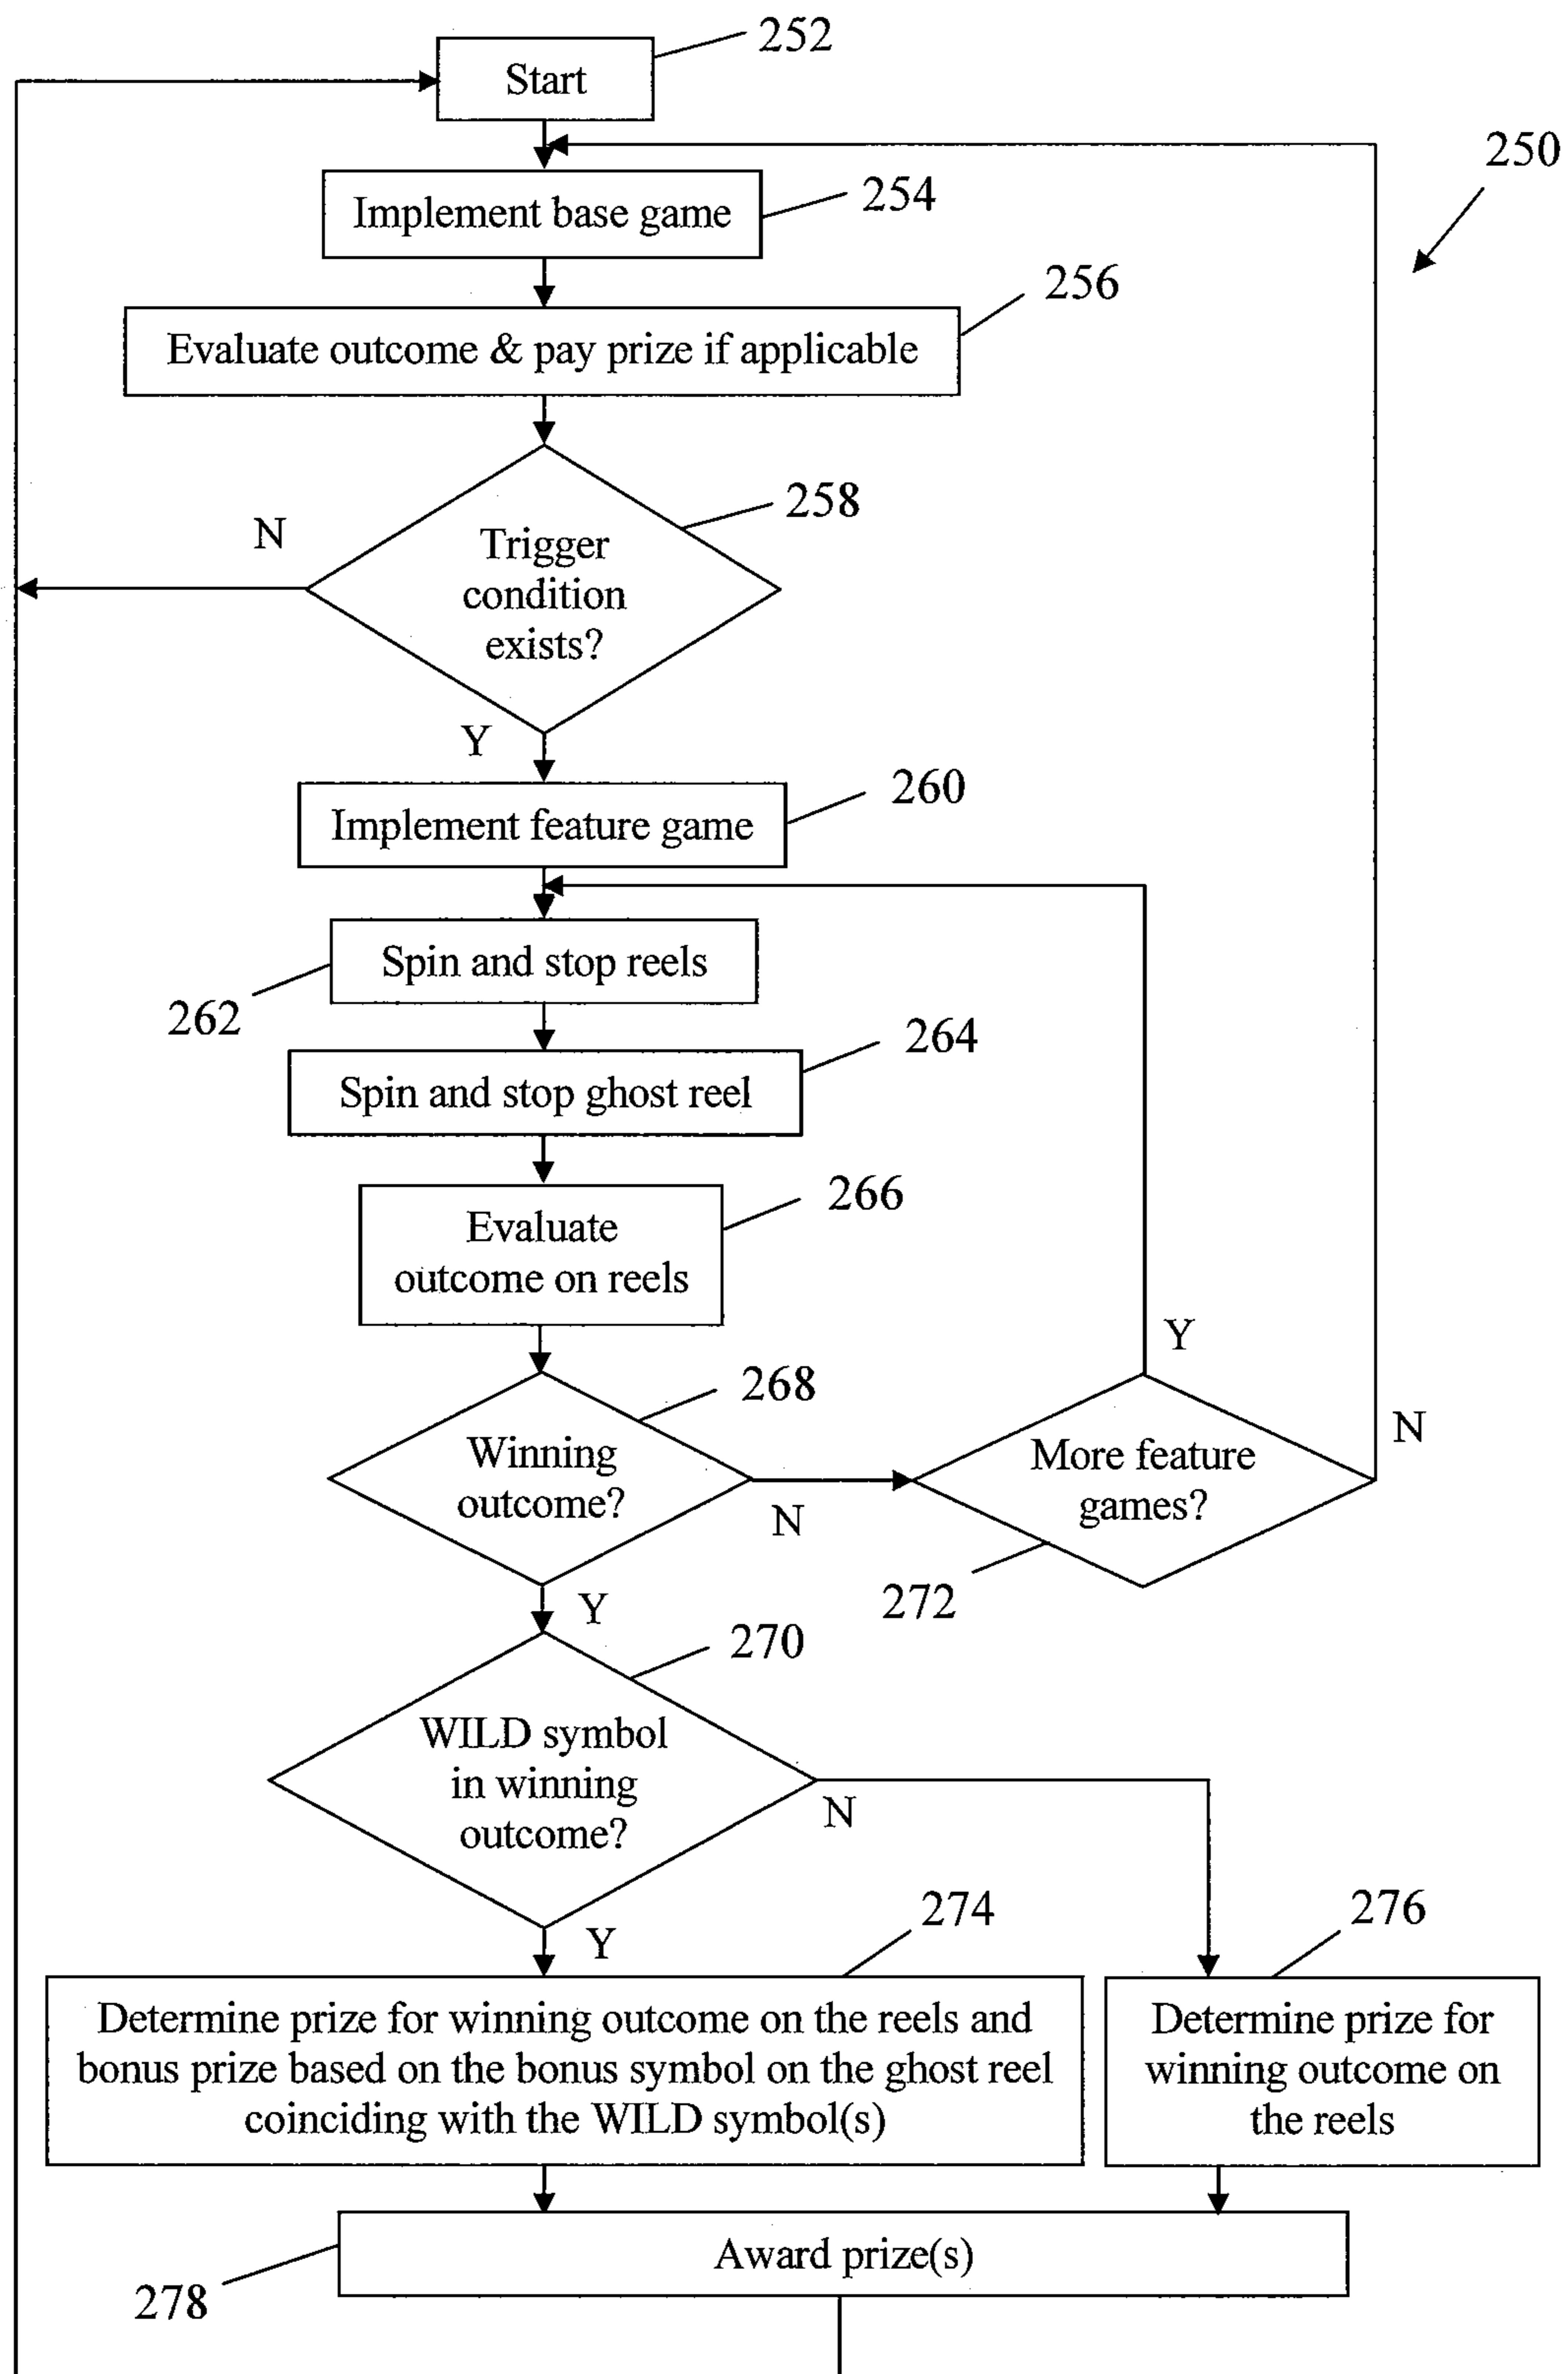 252
Start
250
254
Implement base game
256
Evaluate outcome & pay prize if applicable
258
N
Trigger
condition
exists?
Y
260
Implement feature game
Spin and stop reels
262
264
Spin and stop ghost reel
266
Evaluate
outcome on reels
Y
268
N
Winning
outcome?
More feature
games?
N
272
Y
270
WILD symbol
in winning
outcome?
N
274
276
Y
Determine prize for winning outcome on the reels and
bonus prize based on the bonus symbol on the ghost reel
coinciding with the WILD symbol(s)
Determine prize for
winning outcome on
the reels
Award prize(s)
278